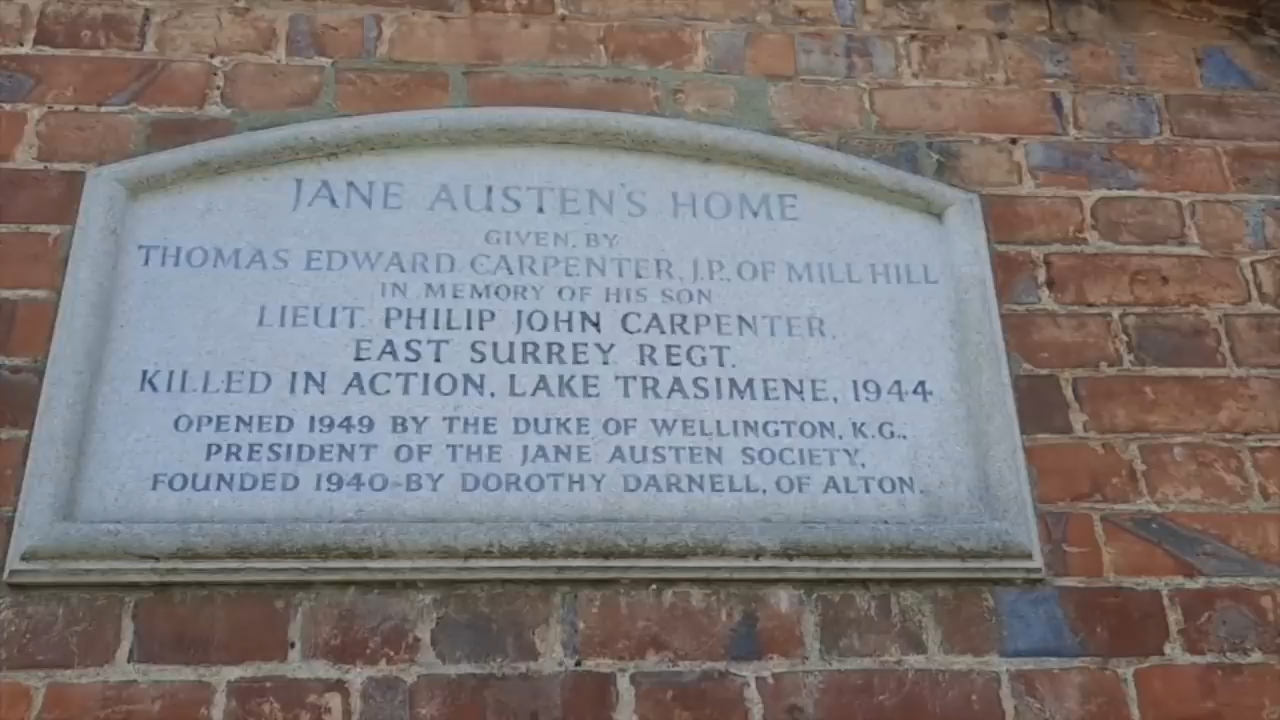 JANE AUSTEN'S HOME
GIVEN BY
THOMAS EDWARD CARPENTER, J.P., OF MILL HILL
IN MEMORY OF HIS SON
LIEUT. PHILIP JOHN CARPENTER,
EAST SURREY REGT.
KILLED IN ACTION, LAKE TRASIMENE, 1944
OPENED 1949 BY THE DUKE OF WELLINGTON, K.G.,
PRESIDENT OF THE JANE AUSTEN SOCIETY,
FOUNDED 1940 BY DOROTHY DARNELL, OF ALTON.